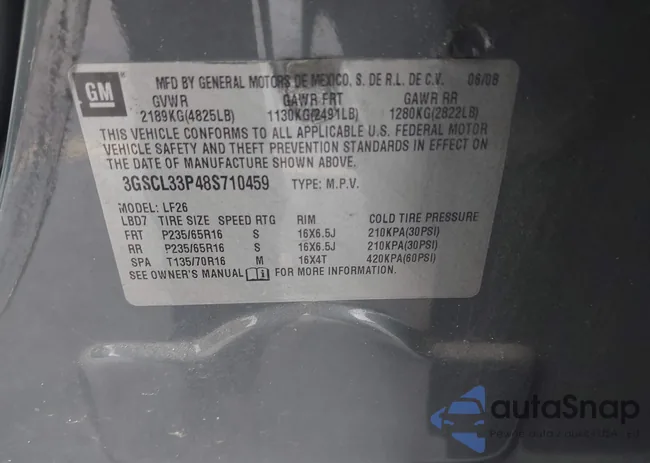 GM
MFD BY GENERAL MOTORS DE MEXICO, S. DE R.L. DE C.V. 06/08
GVWR GAWR FRT GAWR RR
2189KG(4825LB) 1130KG(2491LB) 1280KG(2822LB)
THIS VEHICLE CONFORMS TO ALL APPLICABLE U.S. FEDERAL MOTOR
VEHICLE SAFETY AND THEFT PREVENTION STANDARDS IN EFFECT ON
THE DATE OF MANUFACTURE SHOWN ABOVE.
3GSCL33P48S710459 TYPE: M.P.V.
MODEL: LF26
LBD7 TIRE SIZE SPEED RTG RIM COLD TIRE PRESSURE
FRT P235/65R16 S 16X6.5J 210KPA(30PSI)
RR P235/65R16 S 16X6.5J 210KPA(30PSI)
SPA T135/70R16 M 16X4T 420KPA(60PSI)
SEE OWNER'S MANUAL FOR MORE INFORMATION.
autaSnap